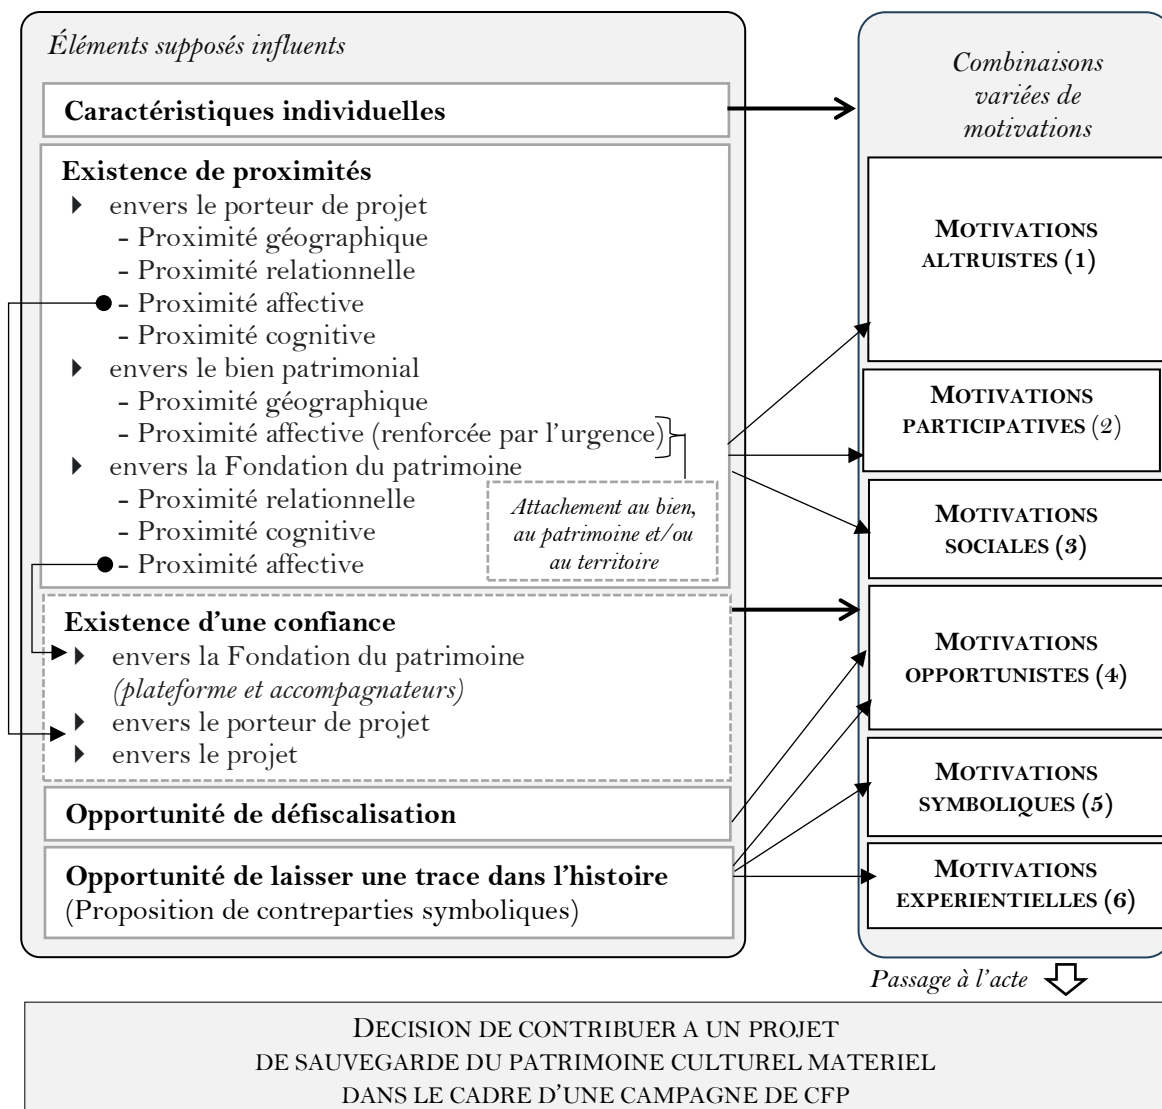 Éléments supposés influents
Caractéristiques individuelles
Existence de proximités
envers le porteur de projet
- Proximité géographique
- Proximité relationnelle
- Proximité affective
- Proximité cognitive
envers le bien patrimonial
- Proximité géographique
- Proximité affective (renforcée par l'urgence)
envers la Fondation du patrimoine
- Proximité relationnelle
- Proximité cognitive
- Proximité affective
Attachement au bien,
au patrimoine et/ou
au territoire
Existence d'une confiance
envers la Fondation du patrimoine
(plateforme et accompagnateurs)
envers le porteur de projet
envers le projet
Opportunité de défiscalisation
Opportunité de laisser une trace dans l'histoire
(Proposition de contreparties symboliques)
Combinaisons
variées de
motivations
MOTIVATIONS
ALTRUISTES (1)
MOTIVATIONS
PARTICIPATIVES (2)
MOTIVATIONS
SOCIALES (3)
MOTIVATIONS
OPPORTUNISTES (4)
MOTIVATIONS
SYMBOLIQUES (5)
MOTIVATIONS
EXPERIENTIELLES (6)
Passage à l'acte
DECISION DE CONTRIBUER A UN PROJET
DE SAUVEGARDE DU PATRIMOINE CULTUREL MATERIEL
DANS LE CADRE D'UNE CAMPAGNE DE CFP